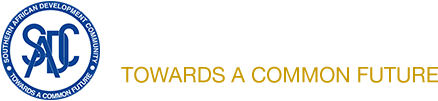 SOUTHERN AFRICAN DEVELOPMENT COMMUNITY
SADC
TOWARDS A COMMON FUTURE
TOWARDS A COMMON FUTURE